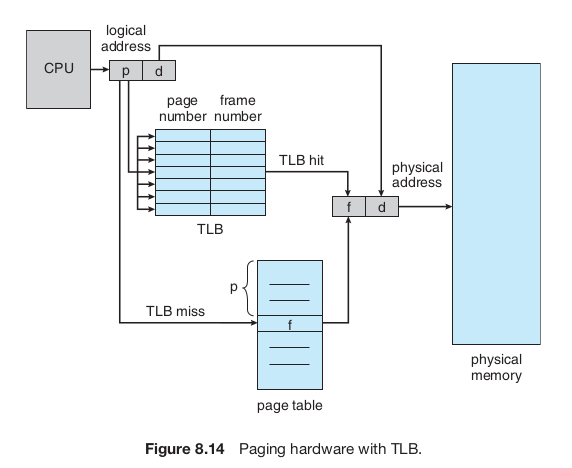 logical
address
CPU
p d
page
number
frame
number
TLB hit
TLB
physical
address
f d
p
TLB miss
f
page table
physical
memory
Figure 8.14 Paging hardware with TLB.